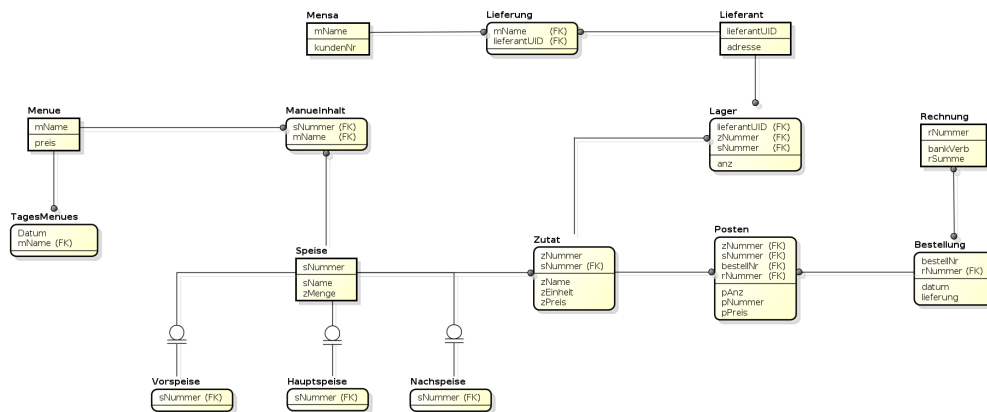 Mensa
mName
kundenNr
Lieferung
mName (FK)
lieferantUID (FK)
Lieferant
lieferantUID
adresse
Menue
mName
preis
ManueInhalt
sNummer (FK)
mName (FK)
Lager
lieferantUID (FK)
zNummer (FK)
sNummer (FK)
anz
Rechnung
rNummer
bankVerb
rSumme
TagesMenues
Datum
mName (FK)
Speise
sNummer
sName
zMenge
Zutat
zNummer
sNummer (FK)
zName
zEinheit
zPreis
Posten
zNummer (FK)
sNummer (FK)
bestellNr (FK)
rNummer (FK)
pAnz
pNummer
pPreis
Bestellung
bestellNr
rNummer (FK)
datum
lieferung
Vorspeise
sNummer (FK)
Hauptspeise
sNummer (FK)
Nachspeise
sNummer (FK)